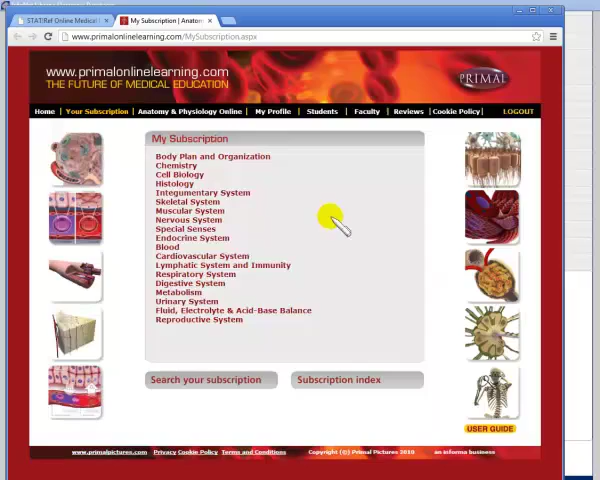 STAT!Ref Online Medical
My Subscription | Anatom
www.primalonlinelearning.com/MySubscription.aspx
www.primalonlinelearning.com
THE FUTURE OF MEDICAL EDUCATION
PRIMAL
Home | Your Subscription | Anatomy & Physiology Online | My Profile | Students | Faculty | Reviews | Cookie Policy | LOGOUT
My Subscription
Body Plan and Organization
Chemistry
Cell Biology
Histology
Integumentary System
Skeletal System
Muscular System
Nervous System
Special Senses
Endocrine System
Blood
Cardiovascular System
Lymphatic System and Immunity
Respiratory System
Digestive System
Metabolism
Urinary System
Fluid, Electrolyte & Acid-Base Balance
Reproductive System
Search your subscription
Subscription index
USER GUIDE
www.primalpictures.com Privacy Cookie Policy Terms and Conditions Copyright (C) Primal Pictures 2010 an informa business